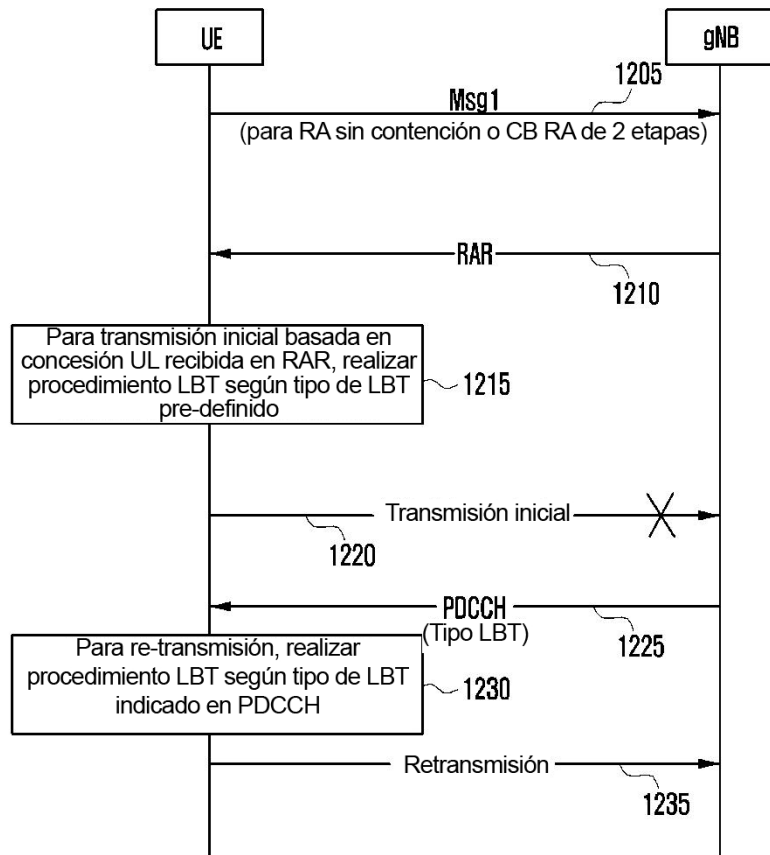 UE
gNB
1205
Msg1
(para RA sin contención o CB RA de 2 etapas)
RAR
1210
Para transmisión inicial basada en
concesión UL recibida en RAR, realizar
procedimiento LBT según tipo de LBT
pre-definido
1215
Transmisión inicial
1220
PDCCH
(Tipo LBT)
1225
Para re-transmisión, realizar
procedimiento LBT según tipo de LBT
indicado en PDCCH
1230
Retransmisión
1235